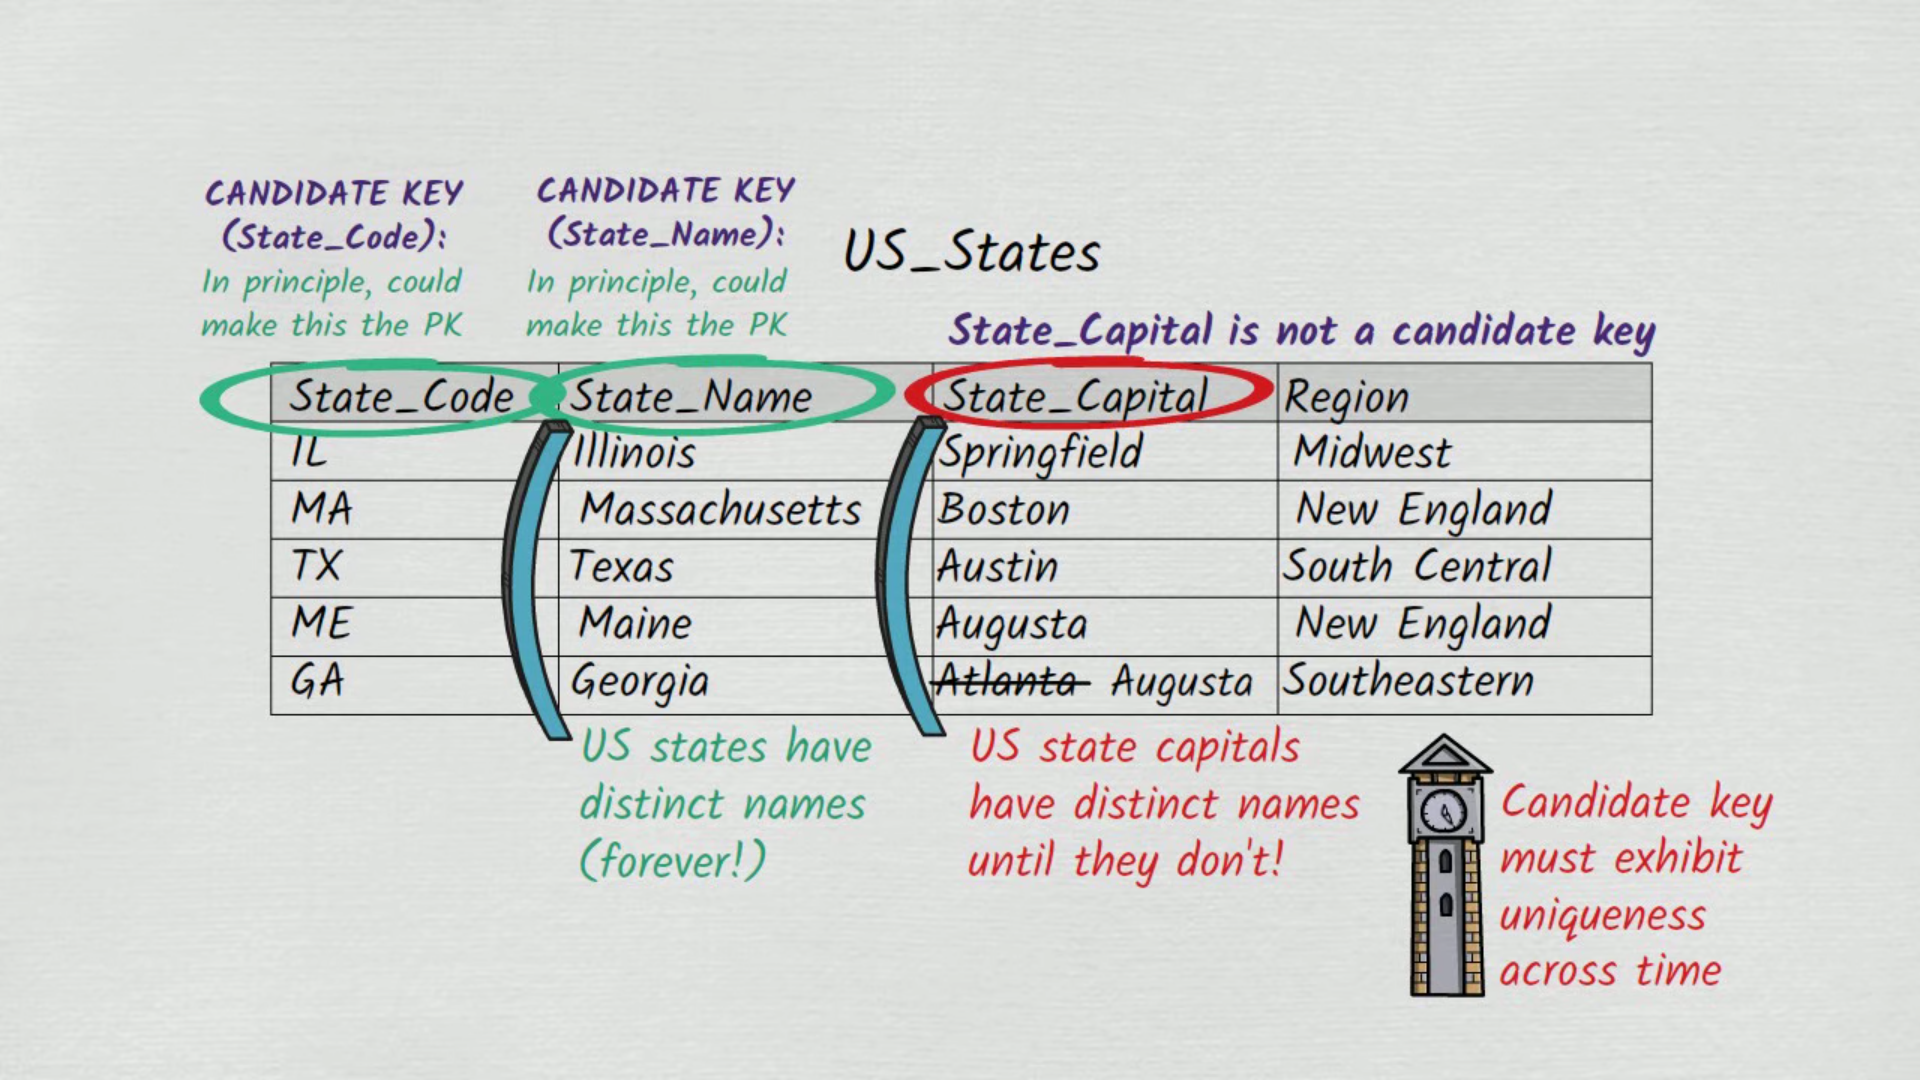 CANDIDATE KEY
(State_Code):
In principle, could
make this the PK
CANDIDATE KEY
(State_Name):
In principle, could
make this the PK
US_States
State_Capital is not a candidate key
State_Code State_Name State_Capital Region
IL Illinois Springfield Midwest
MA Massachusetts Boston New England
TX Texas Austin South Central
ME Maine Augusta New England
GA Georgia Atlanta Augusta Southeastern
US states have
distinct names
(forever!)
US state capitals
have distinct names
until they don't!
Candidate key
must exhibit
uniqueness
across time